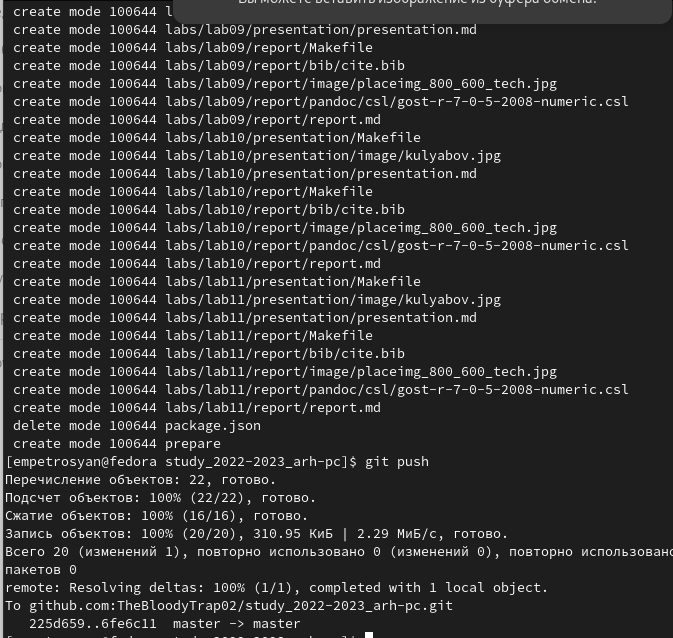 Вы можете вставить изображение из буфера обмена.
create mode 100644 l
create mode 100644 labs/lab09/presentation/presentation.md
create mode 100644 labs/lab09/report/Makefile
create mode 100644 labs/lab09/report/bib/cite.bib
create mode 100644 labs/lab09/report/image/placeimg_800_600_tech.jpg
create mode 100644 labs/lab09/report/pandoc/csl/gost-r-7-0-5-2008-numeric.csl
create mode 100644 labs/lab09/report/report.md
create mode 100644 labs/lab10/presentation/Makefile
create mode 100644 labs/lab10/presentation/image/kulyabov.jpg
create mode 100644 labs/lab10/presentation/presentation.md
create mode 100644 labs/lab10/report/Makefile
create mode 100644 labs/lab10/report/bib/cite.bib
create mode 100644 labs/lab10/report/image/placeimg_800_600_tech.jpg
create mode 100644 labs/lab10/report/pandoc/csl/gost-r-7-0-5-2008-numeric.csl
create mode 100644 labs/lab10/report/report.md
create mode 100644 labs/lab11/presentation/Makefile
create mode 100644 labs/lab11/presentation/image/kulyabov.jpg
create mode 100644 labs/lab11/presentation/presentation.md
create mode 100644 labs/lab11/report/Makefile
create mode 100644 labs/lab11/report/bib/cite.bib
create mode 100644 labs/lab11/report/image/placeimg_800_600_tech.jpg
create mode 100644 labs/lab11/report/pandoc/csl/gost-r-7-0-5-2008-numeric.csl
create mode 100644 labs/lab11/report/report.md
delete mode 100644 package.json
create mode 100644 prepare
[empetrosyan@fedora study_2022-2023_arh-pc]$ git push
Перечисление объектов: 22, готово.
Подсчет объектов: 100% (22/22), готово.
Сжатие объектов: 100% (16/16), готово.
Запись объектов: 100% (20/20), 310.95 КиБ | 2.29 МиБ/с, готово.
Всего 20 (изменений 1), повторно использовано 0 (изменений 0), повторно использовано
пакетов 0
remote: Resolving deltas: 100% (1/1), completed with 1 local object.
To github.com:TheBloodyTrap02/study_2022-2023_arh-pc.git
225d659..6fe6c11 master -> master